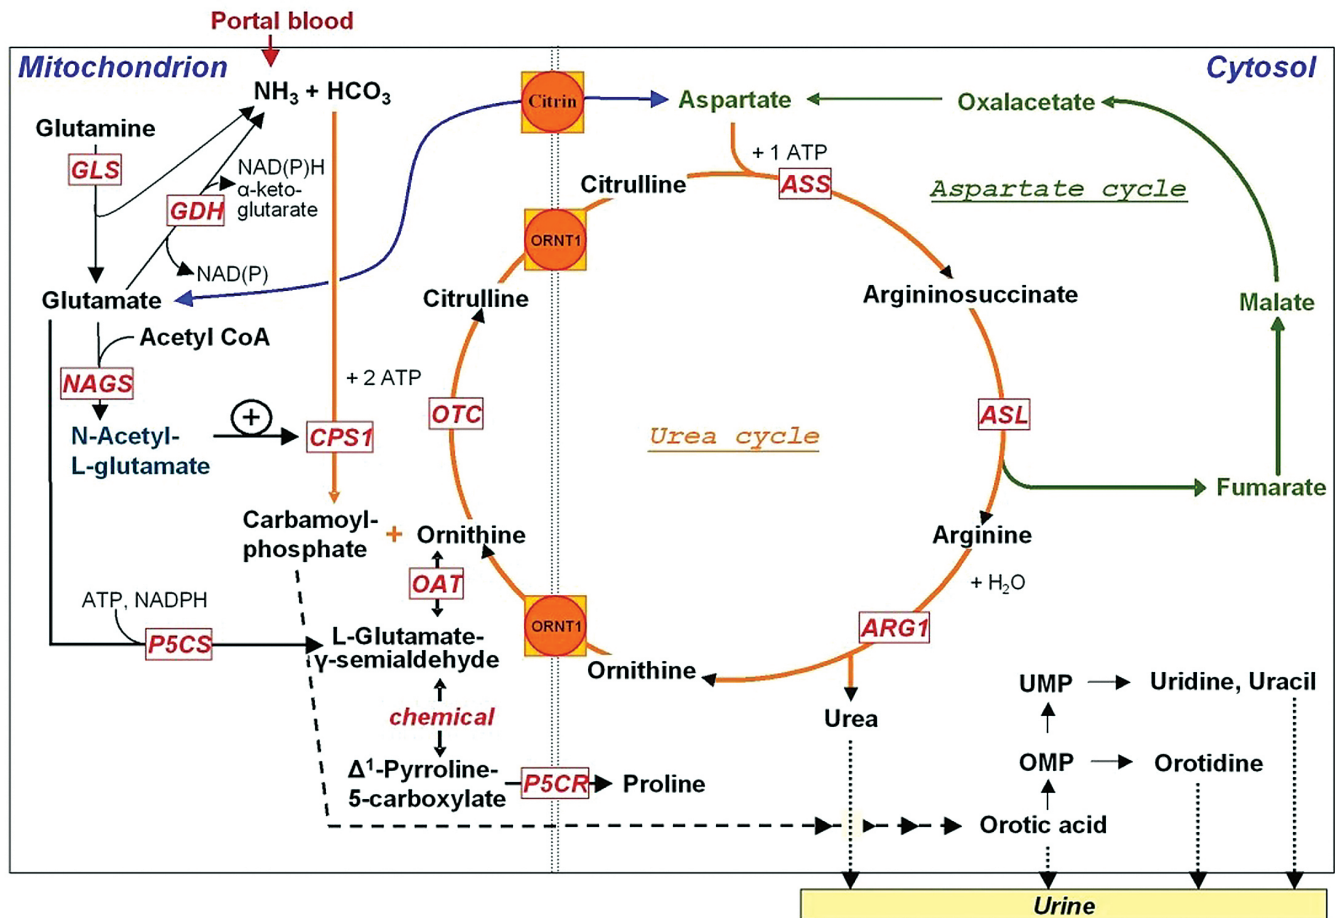 Portal blood
Mitochondrion
Cytosol
NH3 + HCO3
Citrin
Aspartate
Oxalacetate
Glutamine
GLS
NAD(P)H
α-keto-
glutarate
GDH
NAD(P)
+ 1 ATP
Citrulline
ASS
Aspartate cycle
ORNT1
Glutamate
Citrulline
Argininosuccinate
Malate
Acetyl CoA
NAGS
+ 2 ATP
N-Acetyl-
L-glutamate
+
CPS1
OTC
Urea cycle
ASL
Fumarate
Carbamoyl-
phosphate
+
Ornithine
Arginine
+ H2O
OAT
ATP, NADPH
P5CS
L-Glutamate-
γ-semialdehyde
ORNT1
ARG1
Ornithine
Urea
UMP
Uridine, Uracil
chemical
Δ1-Pyrroline-
5-carboxylate
P5CR
Proline
OMP
Orotidine
Orotic acid
Urine